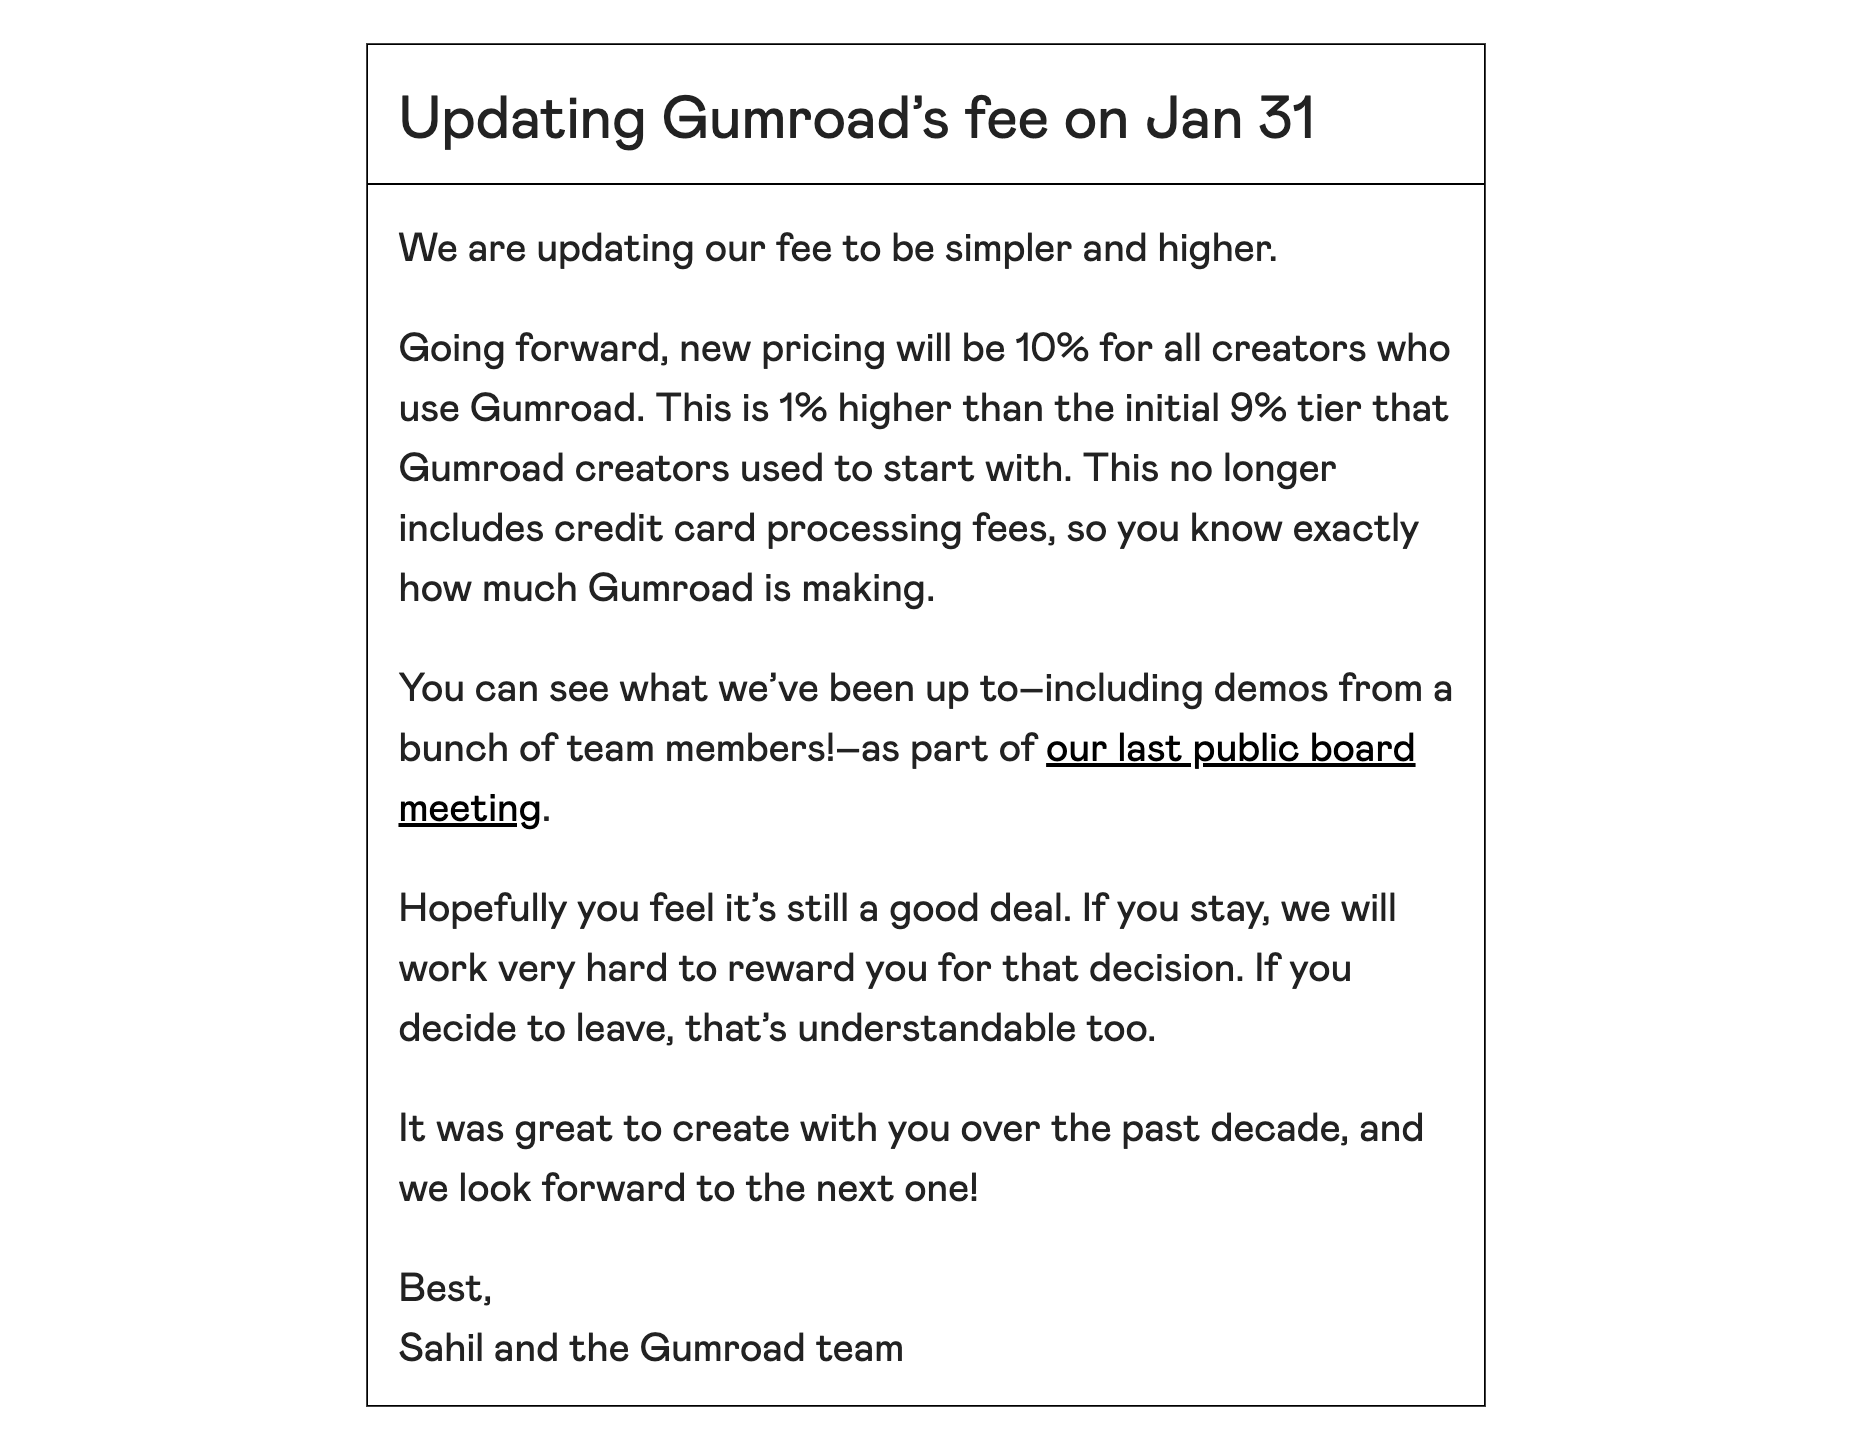 Updating Gumroad’s fee on Jan 31
We are updating our fee to be simpler and higher.
Going forward, new pricing will be 10% for all creators who
use Gumroad. This is 1% higher than the initial 9% tier that
Gumroad creators used to start with. This no longer
includes credit card processing fees, so you know exactly
how much Gumroad is making.
You can see what we’ve been up to—including demos from a
bunch of team members!—as part of our last public board
meeting.
Hopefully you feel it’s still a good deal. If you stay, we will
work very hard to reward you for that decision. If you
decide to leave, that’s understandable too.
It was great to create with you over the past decade, and
we look forward to the next one!
Best,
Sahil and the Gumroad team